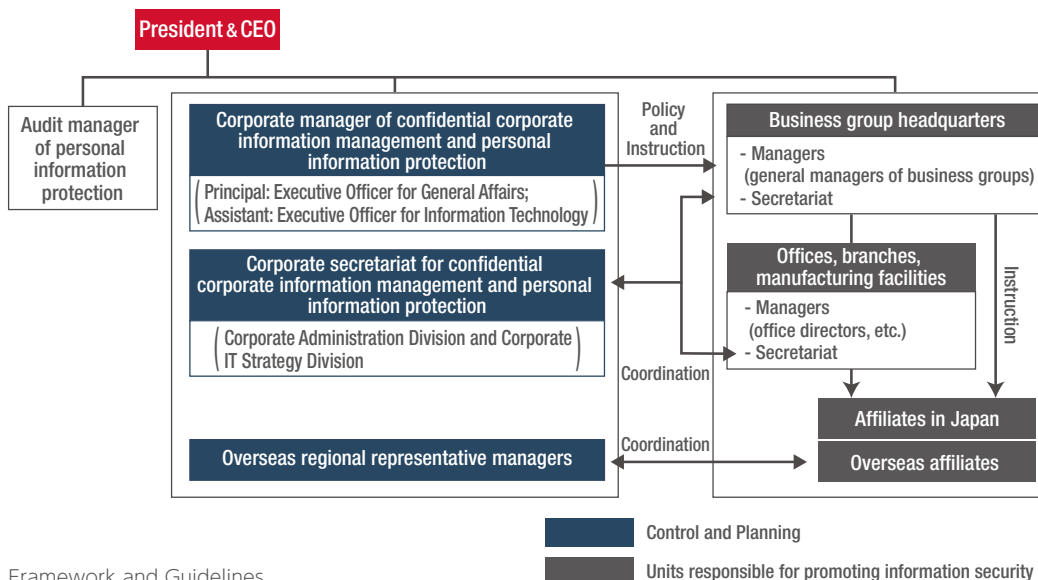 President & CEO
Audit manager
of personal
information
protection
Corporate manager of confidential corporate
information management and personal
information protection
(Principal: Executive Officer for General Affairs;
Assistant: Executive Officer for Information Technology)
Corporate secretariat for confidential
corporate information management and personal
information protection
(Corporate Administration Division and Corporate
IT Strategy Division)
Overseas regional representative managers
Policy
and
Instruction
Coordination
Coordination
Business group headquarters
- Managers
(general managers of business groups)
- Secretariat
Offices, branches,
manufacturing facilities
- Managers
(office directors, etc.)
- Secretariat
Instruction
Affiliates in Japan
Overseas affiliates
Control and Planning
Units responsible for promoting information security
Framework and Guidelines